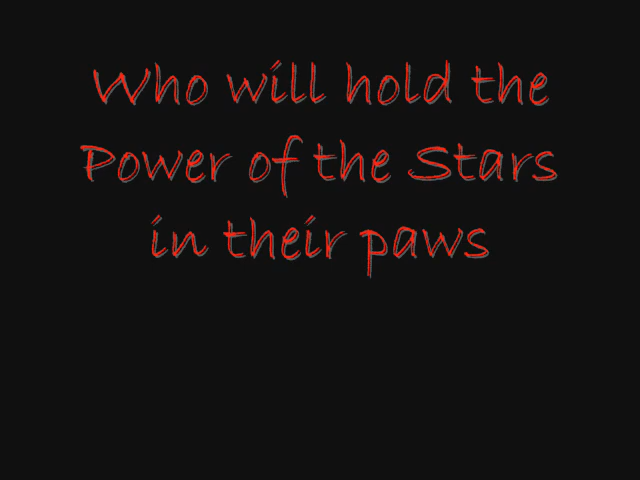 Who will hold the
Power of the Stars
in their paws